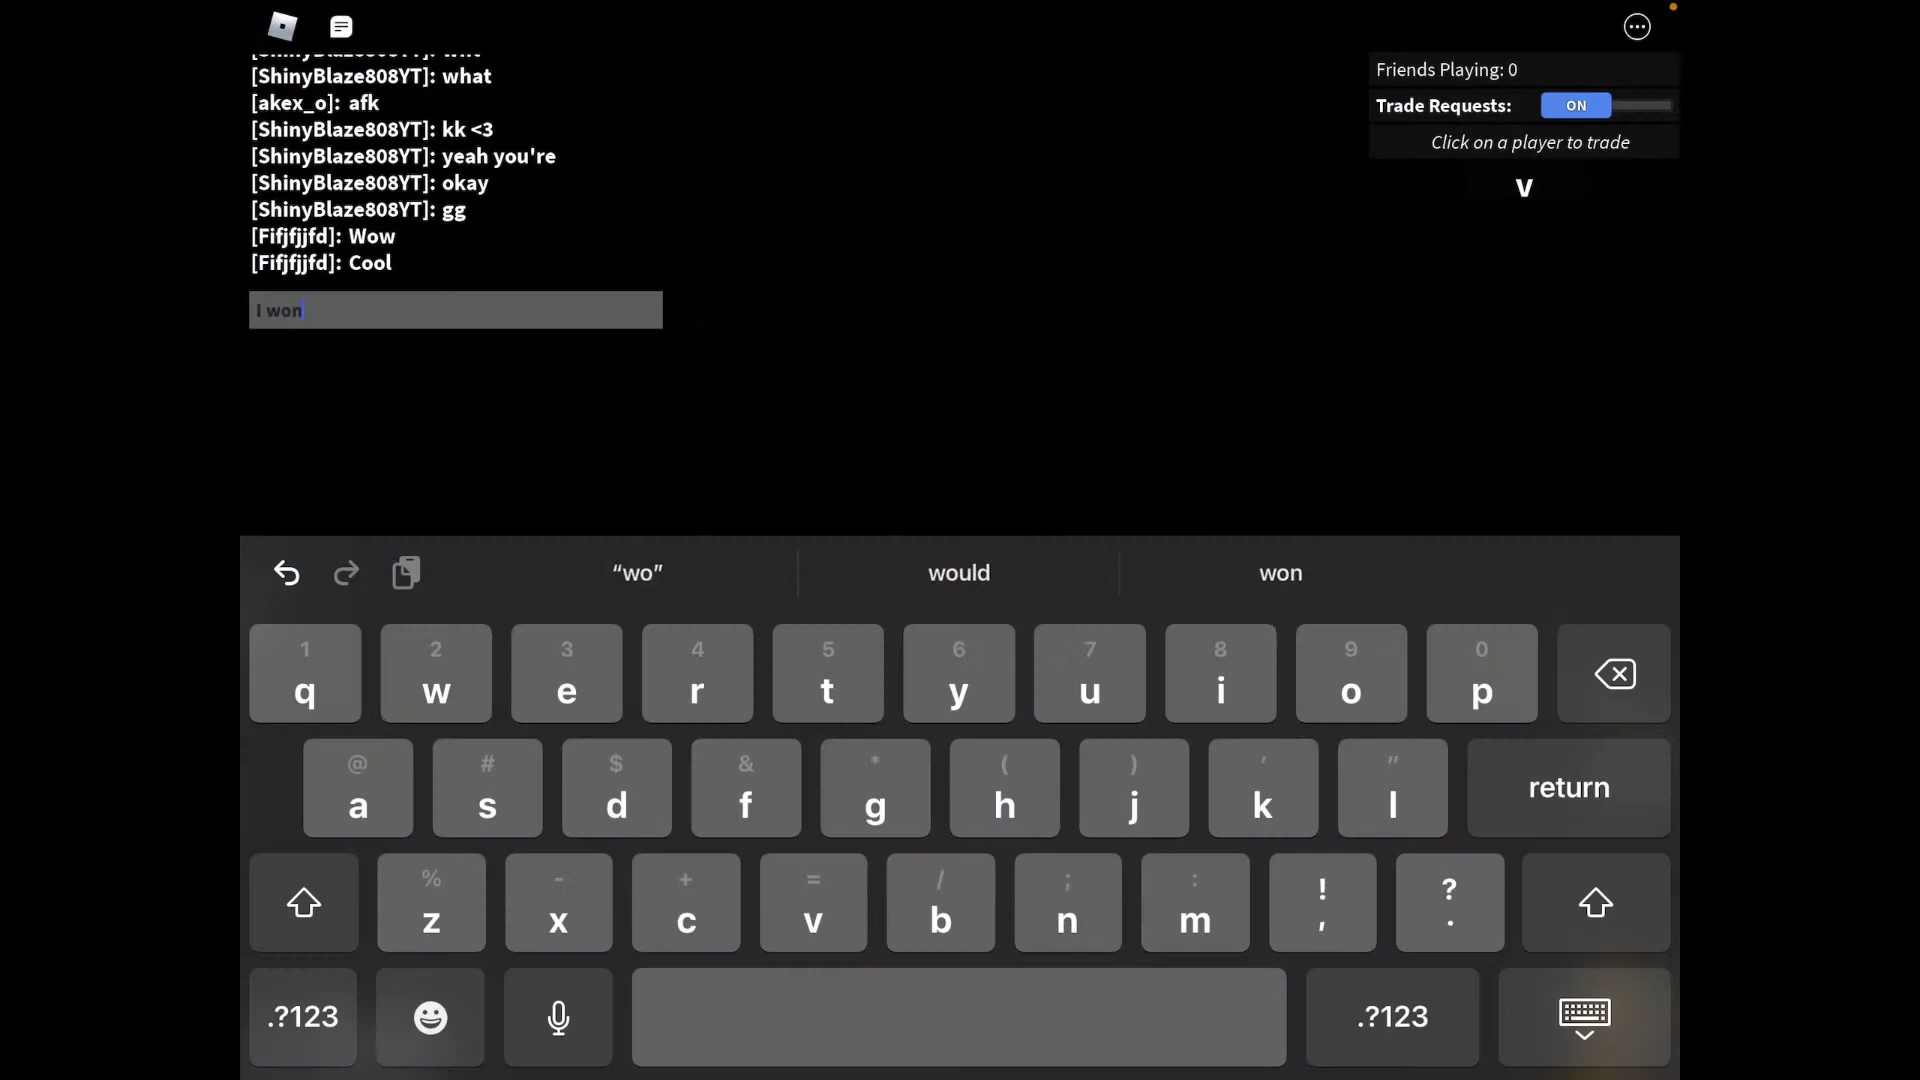 [ShinyBlaze808YT]: what
[akex_o]: afk
[ShinyBlaze808YT]: kk <3
[ShinyBlaze808YT]: yeah you're
[ShinyBlaze808YT]: okay
[ShinyBlaze808YT]: gg
[Fifjfjjfd]: Wow
[Fifjfjjfd]: Cool
I won
Friends Playing: 0
Trade Requests: ON
Click on a player to trade
v
“wo” would won
1 2 3 4 5 6 7 8 9 0
q w e r t y u i o p
@ # $ & * ( ) ' "
a s d f g h j k l return
% - + = / ; : ! ?
z x c v b n m , .
.?123 .?123